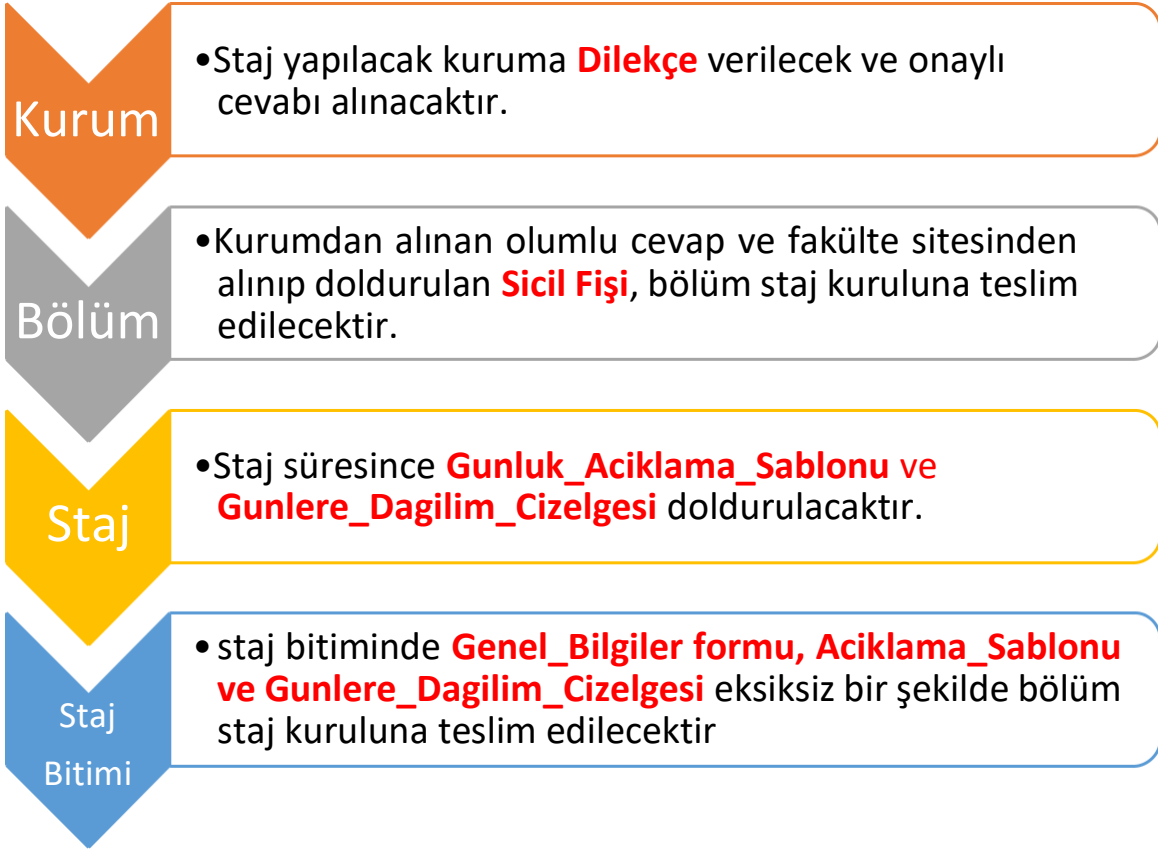 Kurum
•Staj yapılacak kuruma Dilekçe verilecek ve onaylı
cevabı alınacaktır.
Bölüm
•Kurumdan alınan olumlu cevap ve fakülte sitesinden
alınıp doldurulan Sicil Fişi, bölüm staj kuruluna teslim
edilecektir.
Staj
•Staj süresince Gunluk_Aciklama_Sablonu ve
Gunlere_Dagilim_Cizelgesi doldurulacaktır.
Staj
Bitimi
•staj bitiminde Genel_Bilgiler formu, Aciklama_Sablonu
ve Gunlere_Dagilim_Cizelgesi eksiksiz bir şekilde bölüm
staj kuruluna teslim edilecektir